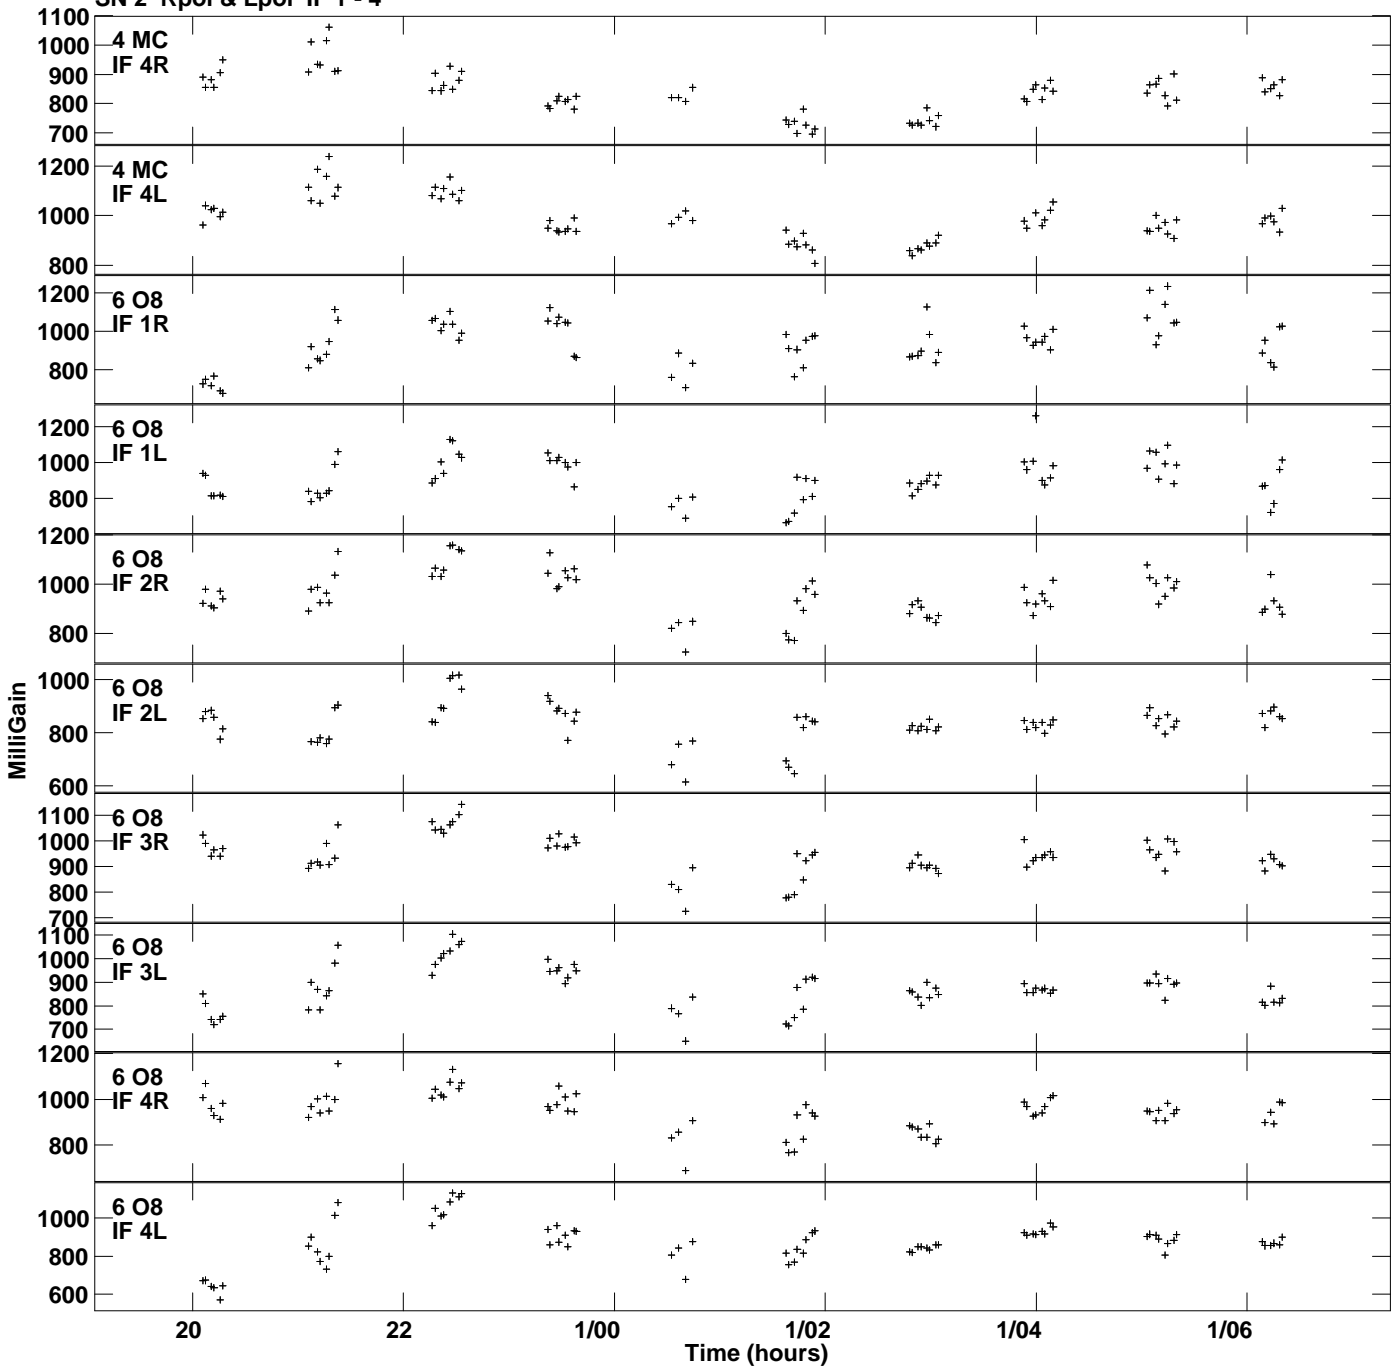 SN 2 Rpol & Lpol IF 1 - 4
1100
1000
900
800
700
4 MC
IF 4R
1200
1000
800
4 MC
IF 4L
1200
1000
800
6 O8
IF 1R
1200
1000
800
6 O8
IF 1L
1200
1000
800
6 O8
IF 2R
1000
800
600
6 O8
IF 2L
1100
1000
900
800
700
6 O8
IF 3R
1100
1000
900
800
700
6 O8
IF 3L
1200
1000
800
6 O8
IF 4R
1000
800
600
6 O8
IF 4L
MilliGain
20 22 1/00 1/02 1/04 1/06
Time (hours)